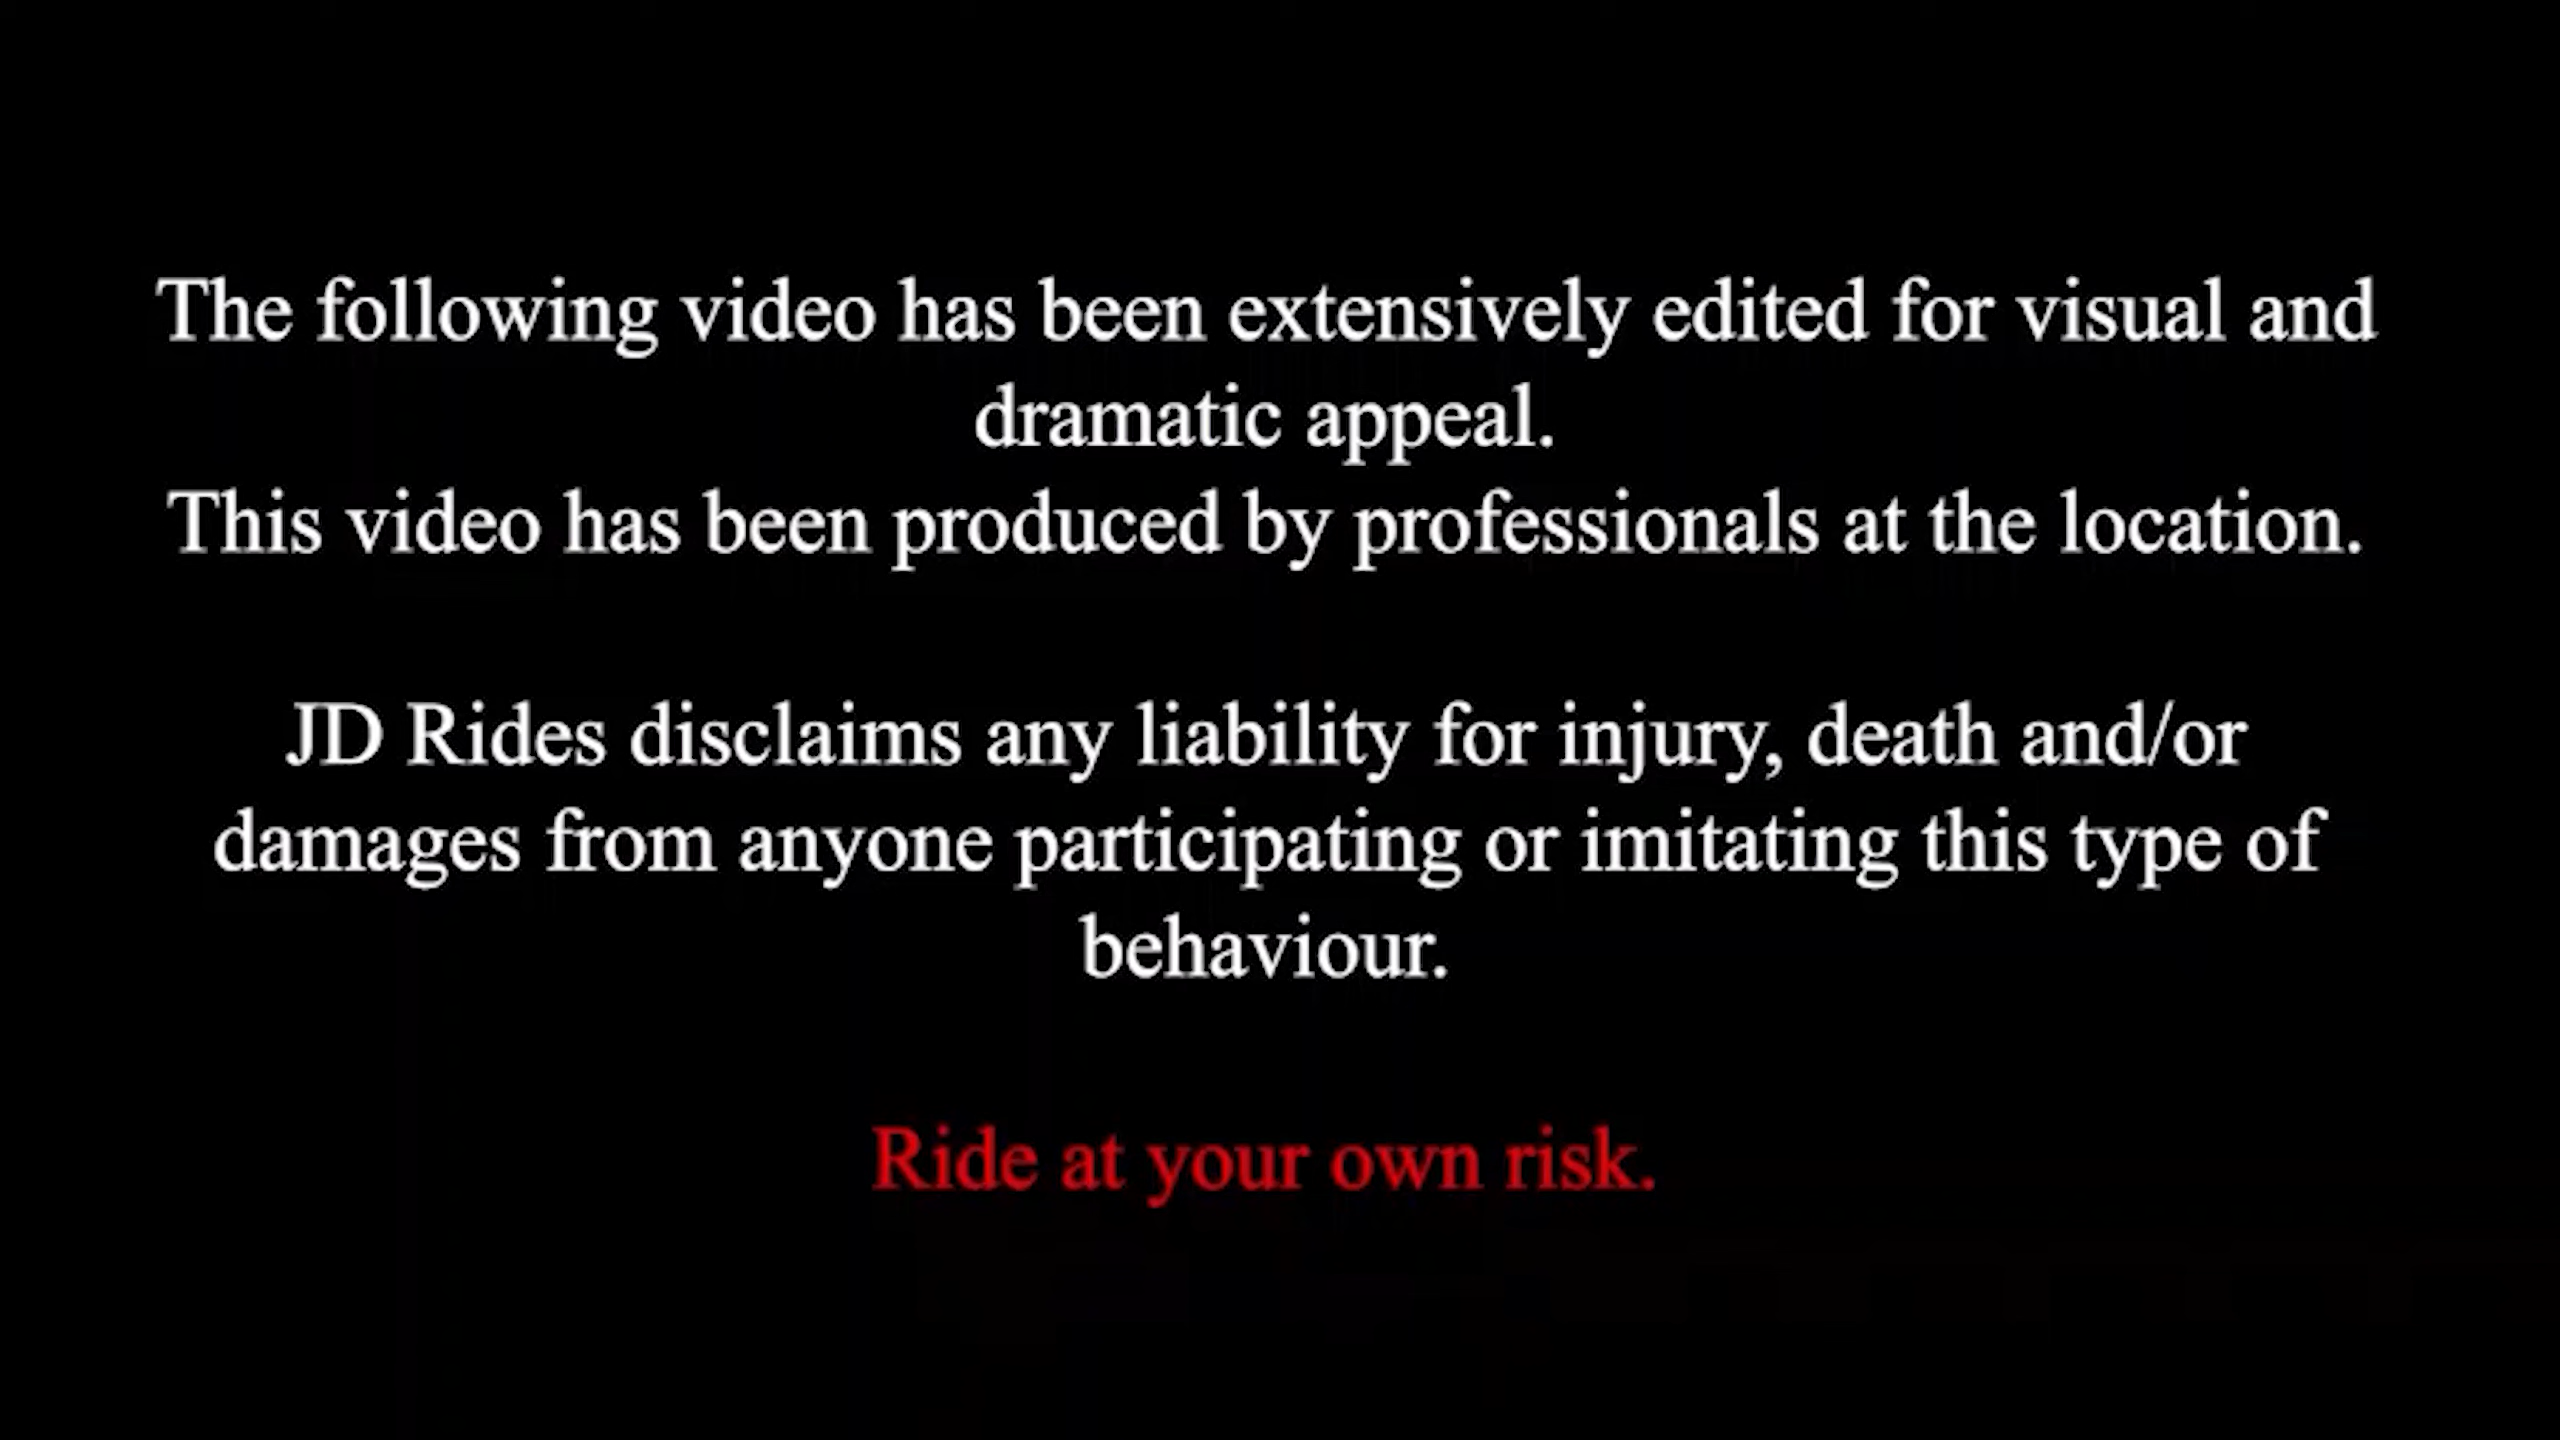 The following video has been extensively edited for visual and
dramatic appeal.
This video has been produced by professionals at the location.
JD Rides disclaims any liability for injury, death and/or
damages from anyone participating or imitating this type of
behaviour.
Ride at your own risk.